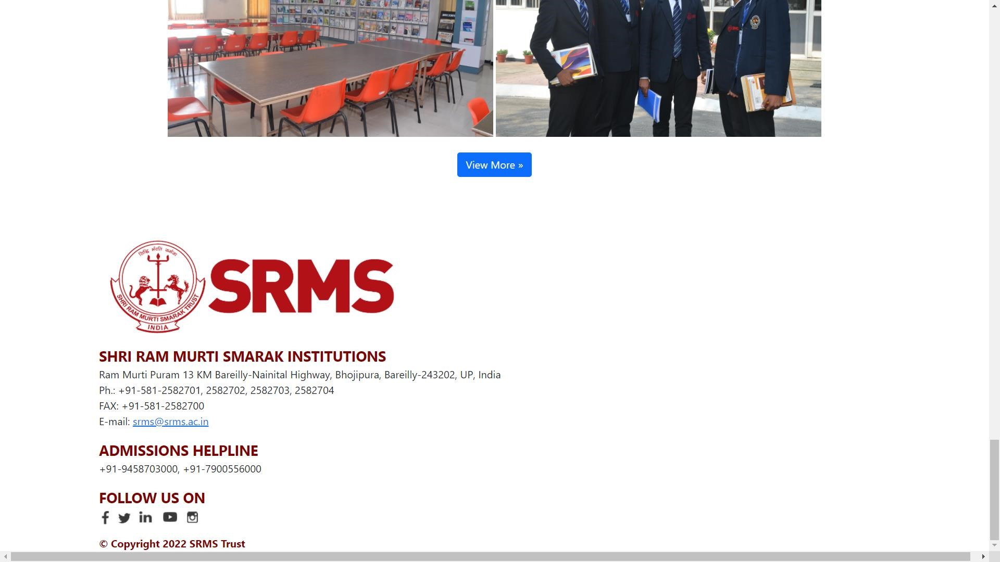 SRMS
View More »
सिद्धि र्भवति कर्मजा
SHRI RAM MURTI SMARAK TRUST
INDIA
SRMS
SHRI RAM MURTI SMARAK INSTITUTIONS
Ram Murti Puram 13 KM Bareilly-Nainital Highway, Bhojipura, Bareilly-243202, UP, India
Ph.: +91-581-2582701, 2582702, 2582703, 2582704
FAX: +91-581-2582700
E-mail: srms@srms.ac.in
ADMISSIONS HELPLINE
+91-9458703000, +91-7900556000
FOLLOW US ON
© Copyright 2022 SRMS Trust